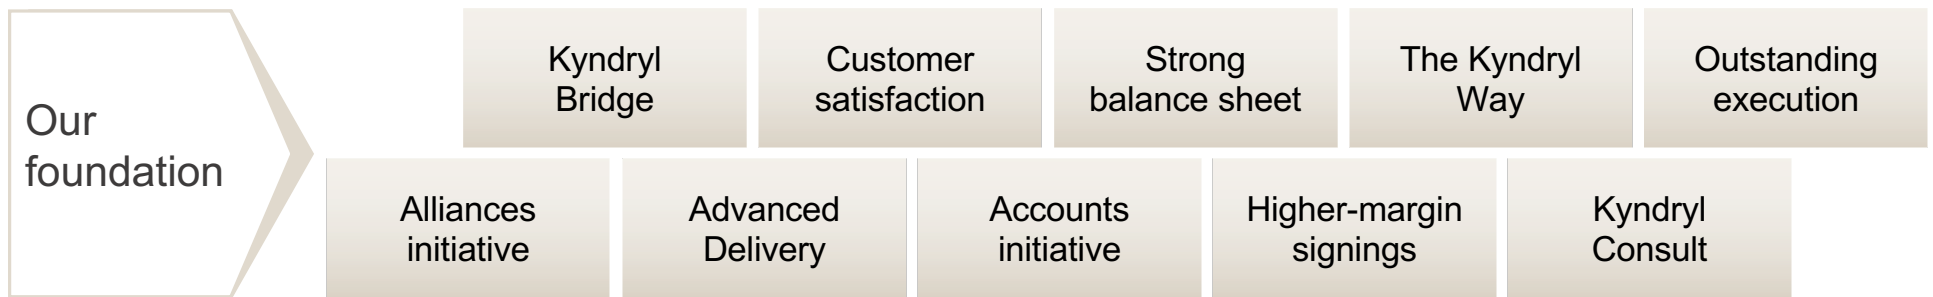 Our
foundation
Kyndryl
Bridge
Customer
satisfaction
Strong
balance sheet
The Kyndryl
Way
Outstanding
execution
Alliances
initiative
Advanced
Delivery
Accounts
initiative
Higher-margin
signings
Kyndryl
Consult